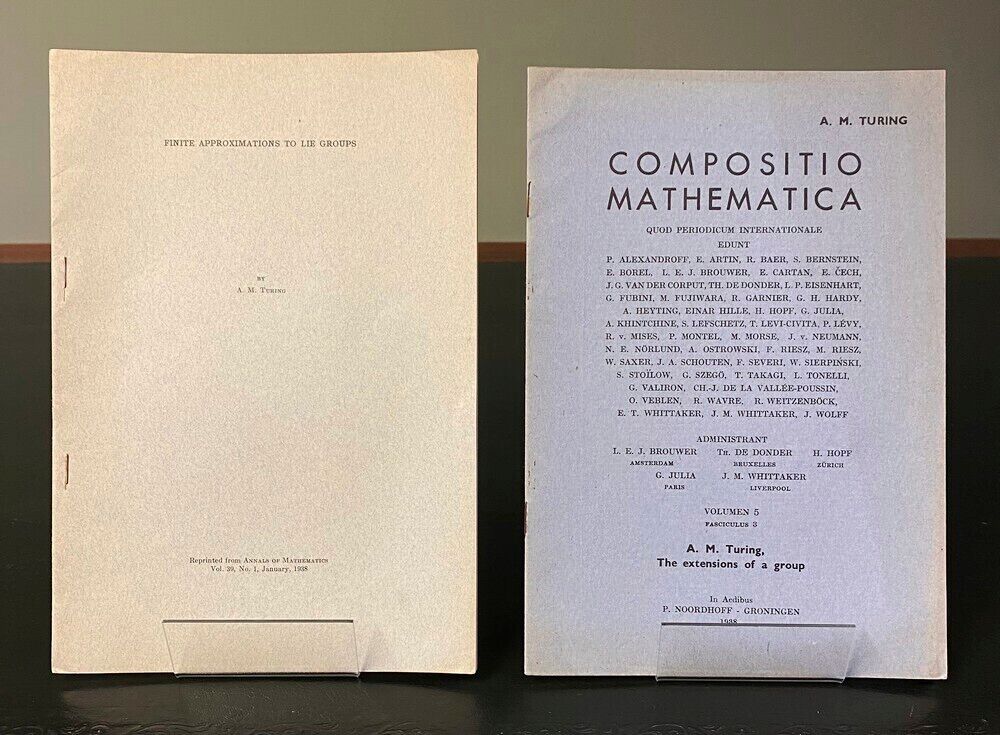 FINITE APPROXIMATIONS TO LIE GROUPS
BY
A. M. TURING
Reprinted from ANNALS OF MATHEMATICS
Vol. 39, No. 1, January, 1938
A. M. TURING
COMPOSITIO
MATHEMATICA
QUOD PERIODICUM INTERNATIONALE
EDUNT
P. ALEXANDROFF, E. ARTIN, R. BAER, S. BERNSTEIN,
E. BOREL, L. E. J. BROUWER, E. CARTAN, E. ČECH,
J. G. VAN DER CORPUT, TH. DE DONDER, L. P. EISENHART,
G. FUBINI, M. FUJIWARA, R. GARNIER, G. H. HARDY,
A. HEYTING, EINAR HILLE, H. HOPF, G. JULIA,
A. KHINTCHINE, S. LEFSCHETZ, T. LEVI-CIVITA, P. LÉVY,
R. v. MISES, P. MONTEL, M. MORSE, J. v. NEUMANN,
N. E. NÖRLUND, A. OSTROWSKI, F. RIESZ, M. RIESZ,
W. SAXER, J. A. SCHOUTEN, F. SEVERI, W. SIERPIŃSKI,
S. STOÏLOW, G. SZEGÖ, T. TAKAGI, L. TONELLI,
G. VALIRON, CH.-J. DE LA VALLÉE-POUSSIN,
O. VEBLEN, R. WAVRE, R. WEITZENBÖCK,
E. T. WHITTAKER, J. M. WHITTAKER, J. WOLFF
ADMINISTRANT
L. E. J. BROUWER TH. DE DONDER H. HOPF
AMSTERDAM BRUXELLES ZÜRICH
G. JULIA J. M. WHITTAKER
PARIS LIVERPOOL
VOLUMEN 5
FASCICULUS 3
A. M. Turing,
The extensions of a group
In Aedibus
P. NOORDHOFF - GRONINGEN
1938